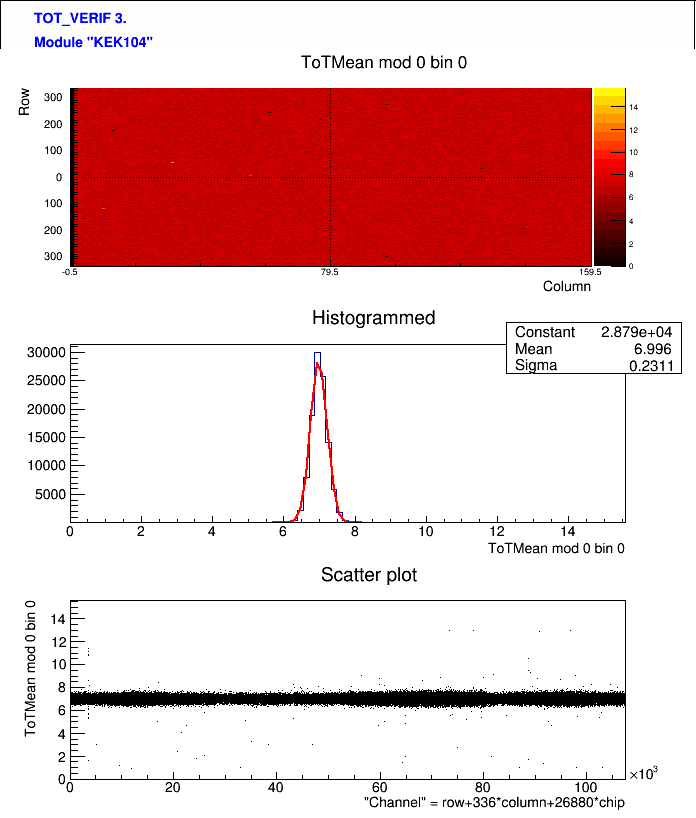 TOT_VERIF 3.
Module "KEK104"
ToTMean mod 0 bin 0
Row
300
200
100
0
100
200
300
-0.5
79.5
159.5
Column
14
12
10
8
6
4
2
0
Histogrammed
Constant 2.879e+04
Mean 6.996
Sigma 0.2311
30000
25000
20000
15000
10000
5000
0 2 4 6 8 10 12 14
ToTMean mod 0 bin 0
Scatter plot
ToTMean mod 0 bin 0
14
12
10
8
6
4
2
0
0 20 40 60 80 100
×10³
"Channel" = row+336*column+26880*chip